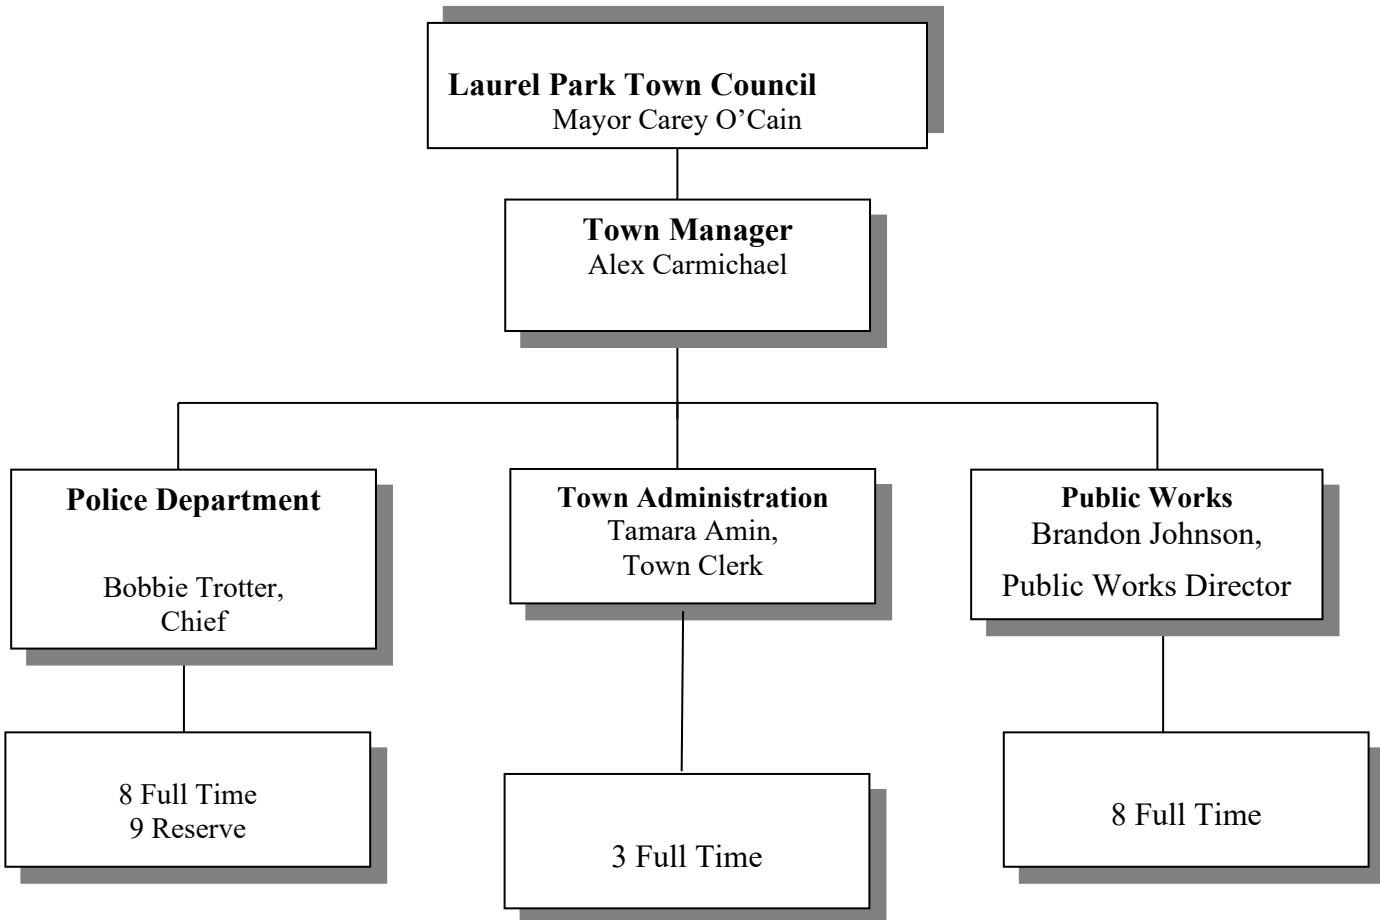 Laurel Park Town Council
Mayor Carey O’Cain
Town Manager
Alex Carmichael
Police Department
Bobbie Trotter,
Chief
Town Administration
Tamara Amin,
Town Clerk
Public Works
Brandon Johnson,
Public Works Director
8 Full Time
9 Reserve
3 Full Time
8 Full Time